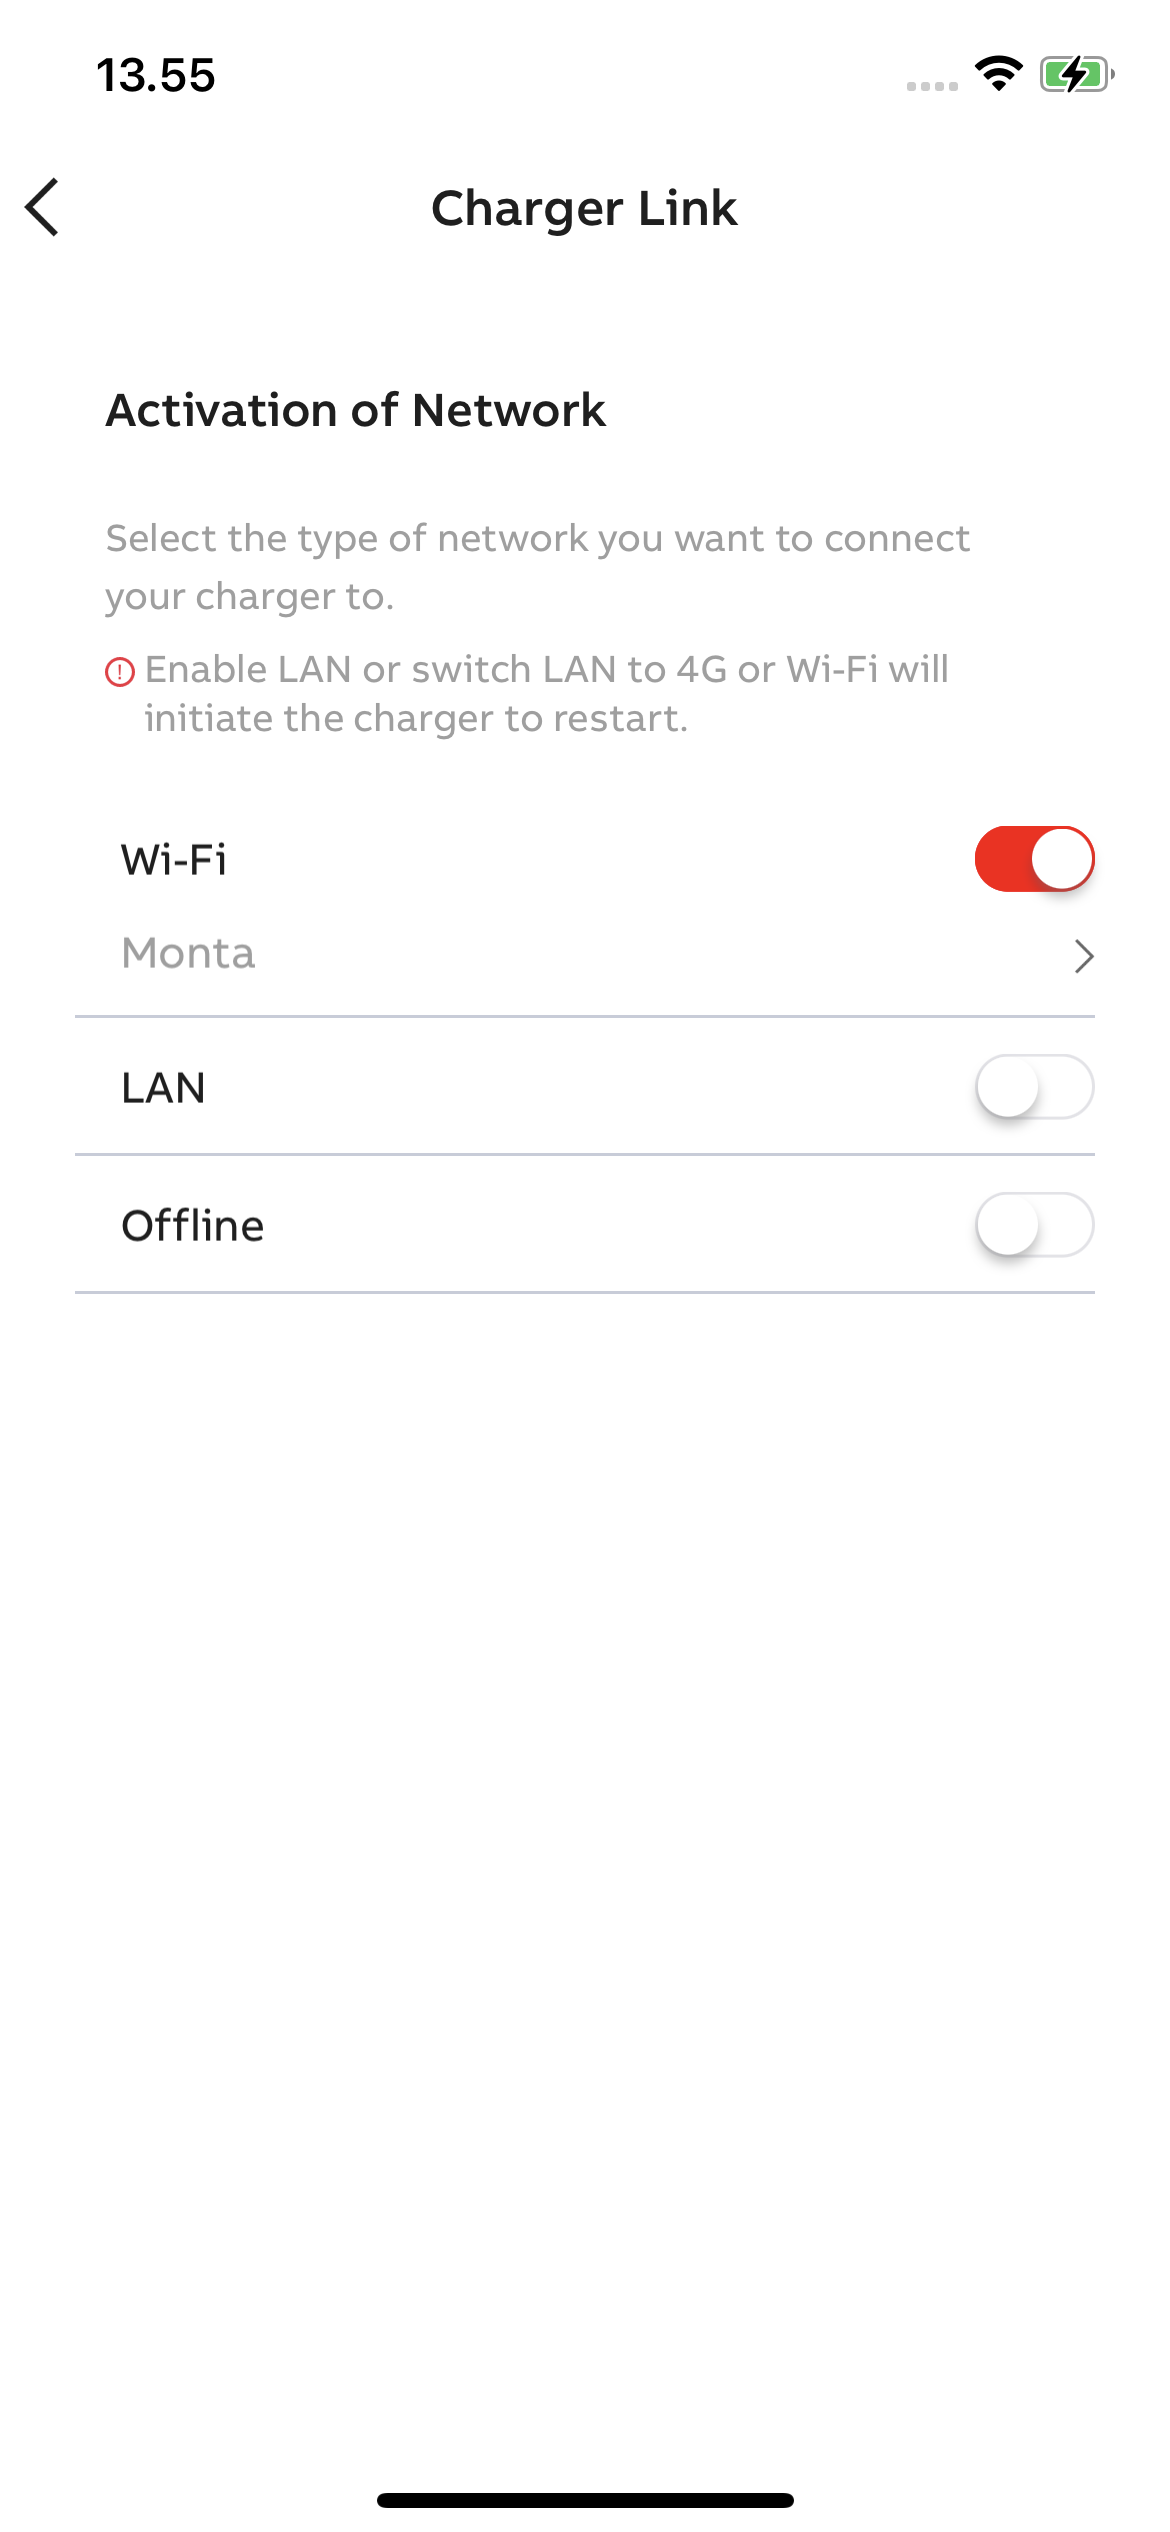 13.55
Charger Link
Activation of Network
Select the type of network you want to connect
your charger to.
Enable LAN or switch LAN to 4G or Wi-Fi will
initiate the charger to restart.
Wi-Fi
Monta
LAN
Offline